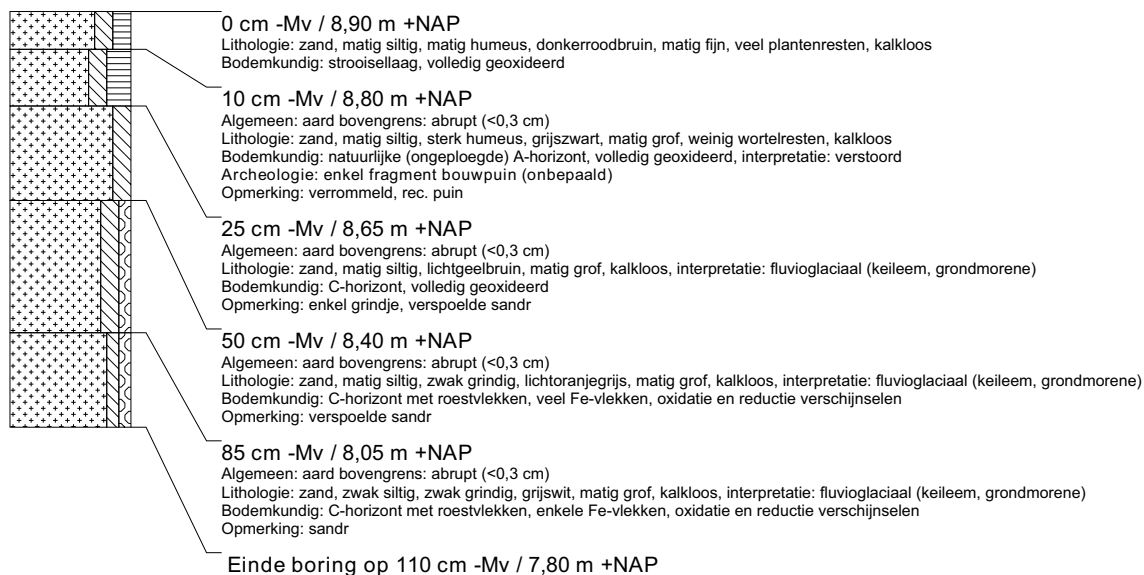 0 cm -Mv / 8,90 m +NAP
Lithologie: zand, matig siltig, matig humeus, donkerroodbruin, matig fijn, veel plantenresten, kalkloos
Bodemkundig: strooisellaag, volledig geoxideerd
10 cm -Mv / 8,80 m +NAP
Algemeen: aard bovengrens: abrupt (<0,3 cm)
Lithologie: zand, matig siltig, sterk humeus, grijszwart, matig grof, weinig wortelresten, kalkloos
Bodemkundig: natuurlijke (ongeploegde) A-horizont, volledig geoxideerd, interpretatie: verstoord
Archeologie: enkel fragment bouwpuin (onbepaald)
Opmerking: verrommeld, rec. puin
25 cm -Mv / 8,65 m +NAP
Algemeen: aard bovengrens: abrupt (<0,3 cm)
Lithologie: zand, matig siltig, lichtgeelbruin, matig grof, kalkloos, interpretatie: fluvioglaciaal (keileem, grondmorene)
Bodemkundig: C-horizont, volledig geoxideerd
Opmerking: enkel grindje, verspoelde sandr
50 cm -Mv / 8,40 m +NAP
Algemeen: aard bovengrens: abrupt (<0,3 cm)
Lithologie: zand, matig siltig, zwak grindig, lichtoranjegrijs, matig grof, kalkloos, interpretatie: fluvioglaciaal (keileem, grondmorene)
Bodemkundig: C-horizont met roestvlekken, veel Fe-vlekken, oxidatie en reductie verschijnselen
Opmerking: verspoelde sandr
85 cm -Mv / 8,05 m +NAP
Algemeen: aard bovengrens: abrupt (<0,3 cm)
Lithologie: zand, zwak siltig, zwak grindig, grijswit, matig grof, kalkloos, interpretatie: fluvioglaciaal (keileem, grondmorene)
Bodemkundig: C-horizont met roestvlekken, enkele Fe-vlekken, oxidatie en reductie verschijnselen
Opmerking: sandr
Einde boring op 110 cm -Mv / 7,80 m +NAP